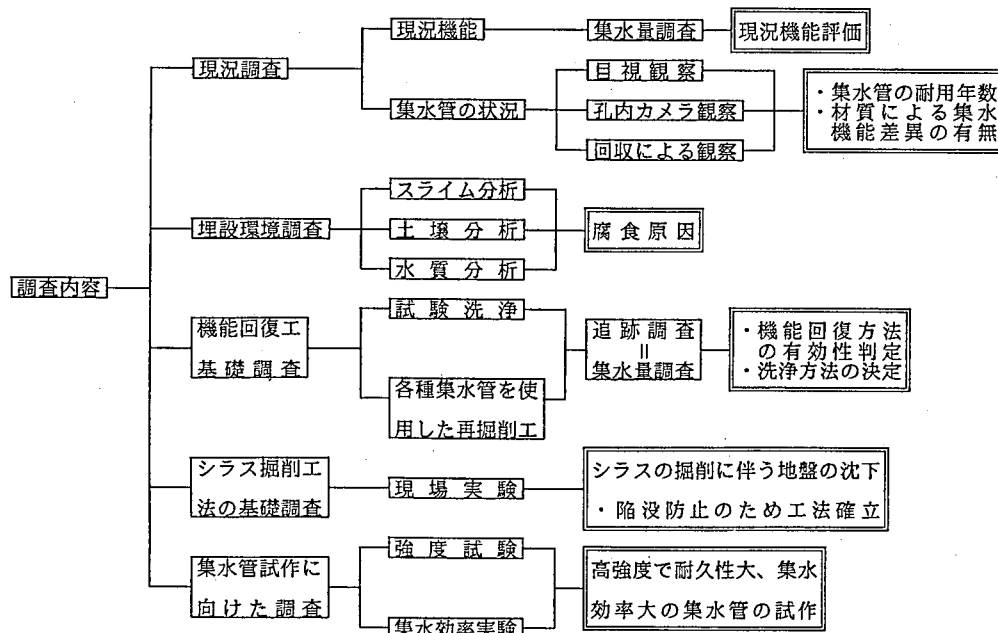 調査内容
現況調査
現況機能
集水量調査
現況機能評価
集水管の状況
目視観察
孔内カメラ観察
回収による観察
・集水管の耐用年数
・材質による集水
機能差異の有無
埋設環境調査
スライム分析
土壌分析
水質分析
腐食原因
機能回復工
基礎調査
試験洗浄
各種集水管を使
用した再掘削工
追跡調査
=
集水量調査
・機能回復方法
の有効性判定
・洗浄方法の決定
シラス掘削工
法の基礎調査
現場実験
シラスの掘削に伴う地盤の沈下
・陥没防止のため工法確立
集水管試作に
向けた調査
強度試験
集水効率実験
高強度で耐久性大、集水
効率大の集水管の試作